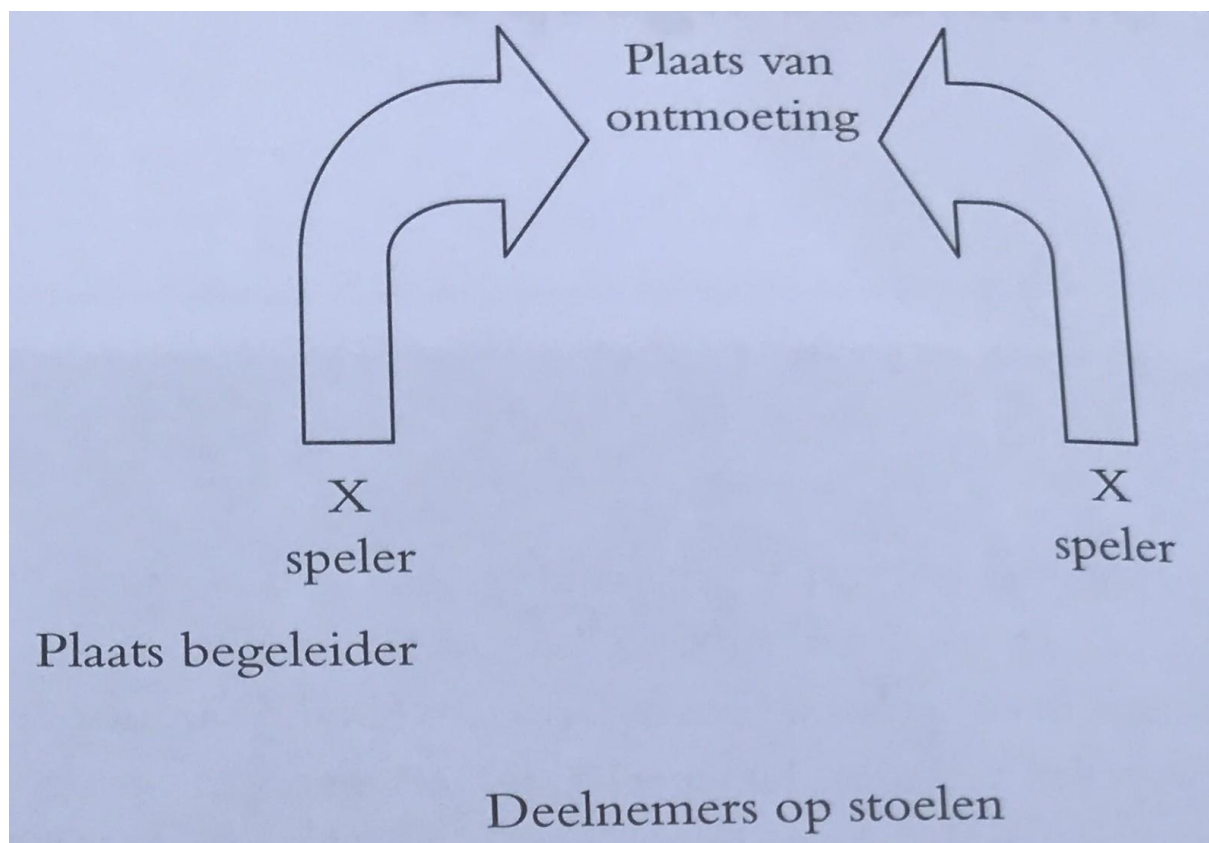 Plaats van
ontmoeting
X
speler
X
speler
Plaats begeleider
Deelnemers op stoelen